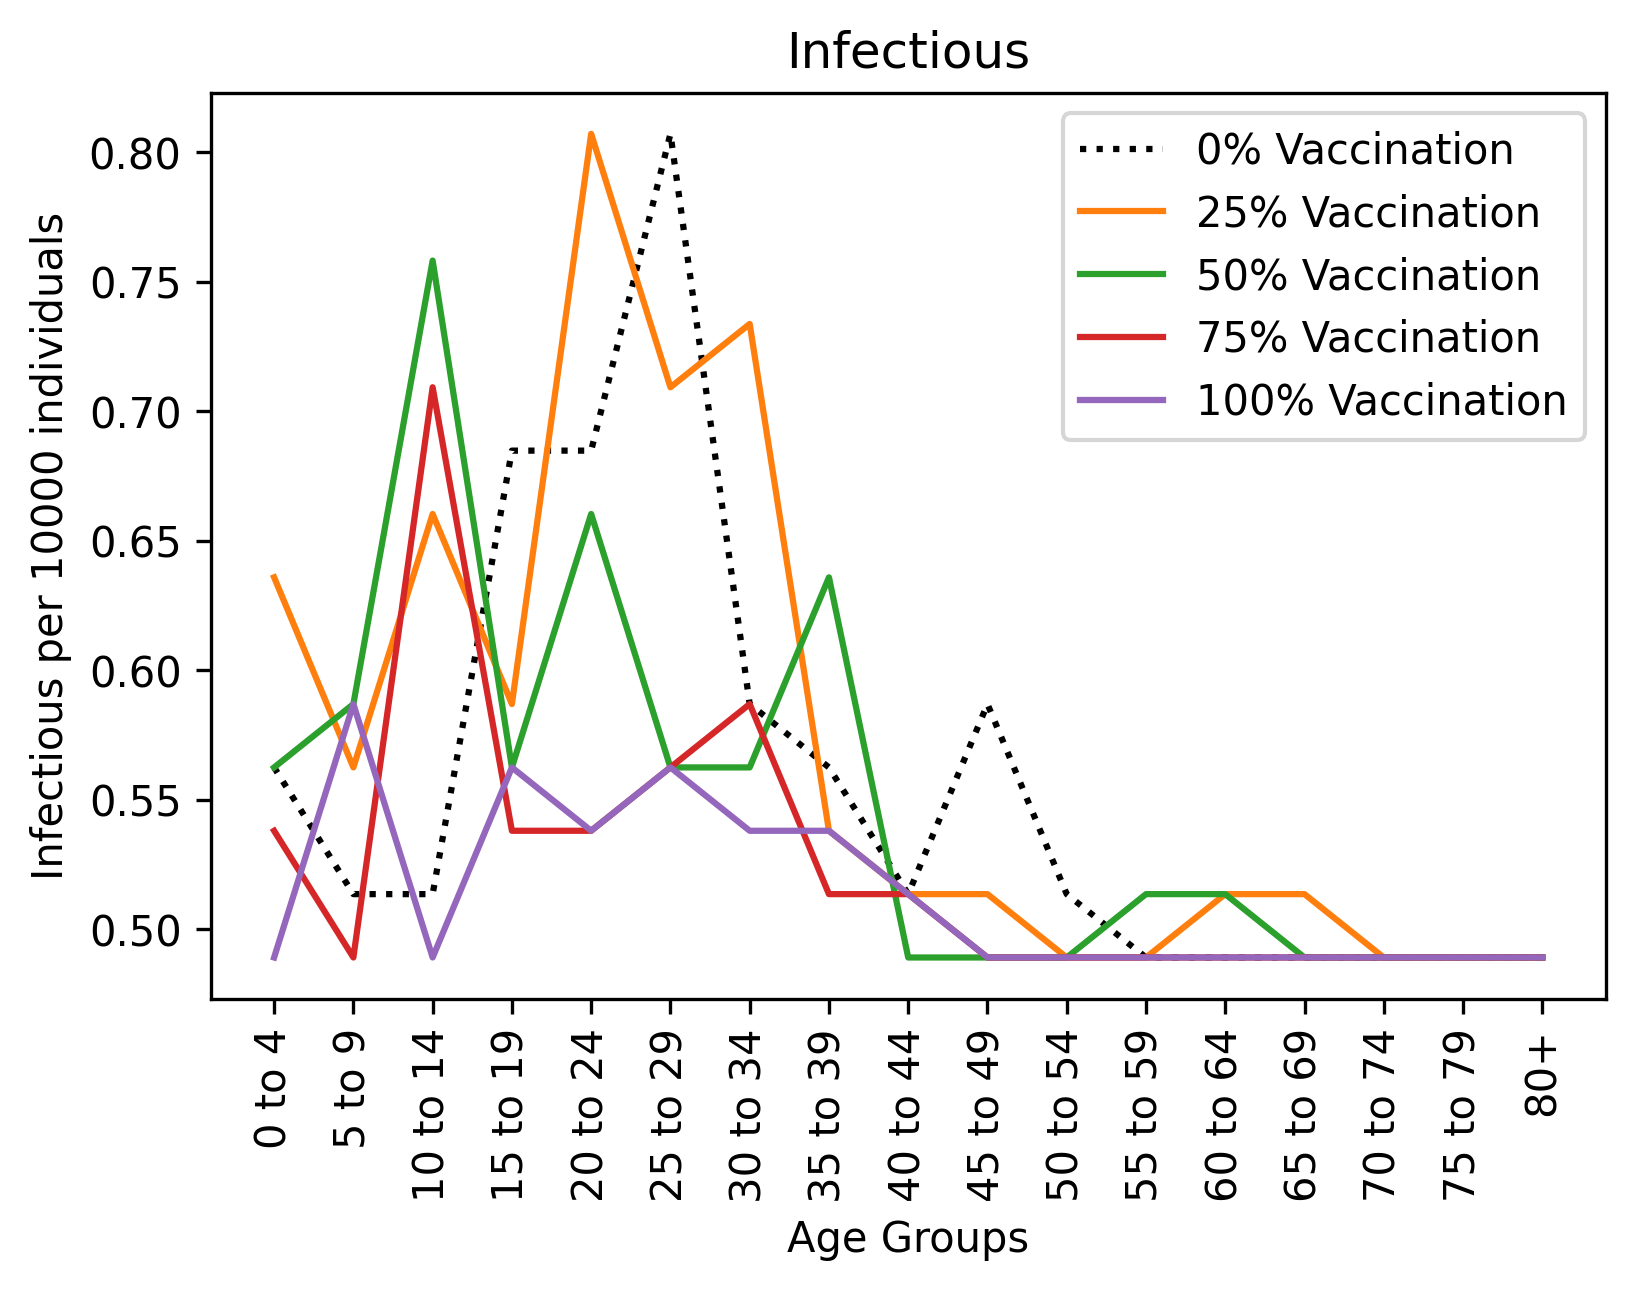 Infectious
0% Vaccination
25% Vaccination
50% Vaccination
75% Vaccination
100% Vaccination
Infectious per 10000 individuals
0.80
0.75
0.70
0.65
0.60
0.55
0.50
0 to 4
5 to 9
10 to 14
15 to 19
20 to 24
25 to 29
30 to 34
35 to 39
40 to 44
45 to 49
50 to 54
55 to 59
60 to 64
65 to 69
70 to 74
75 to 79
80+
Age Groups